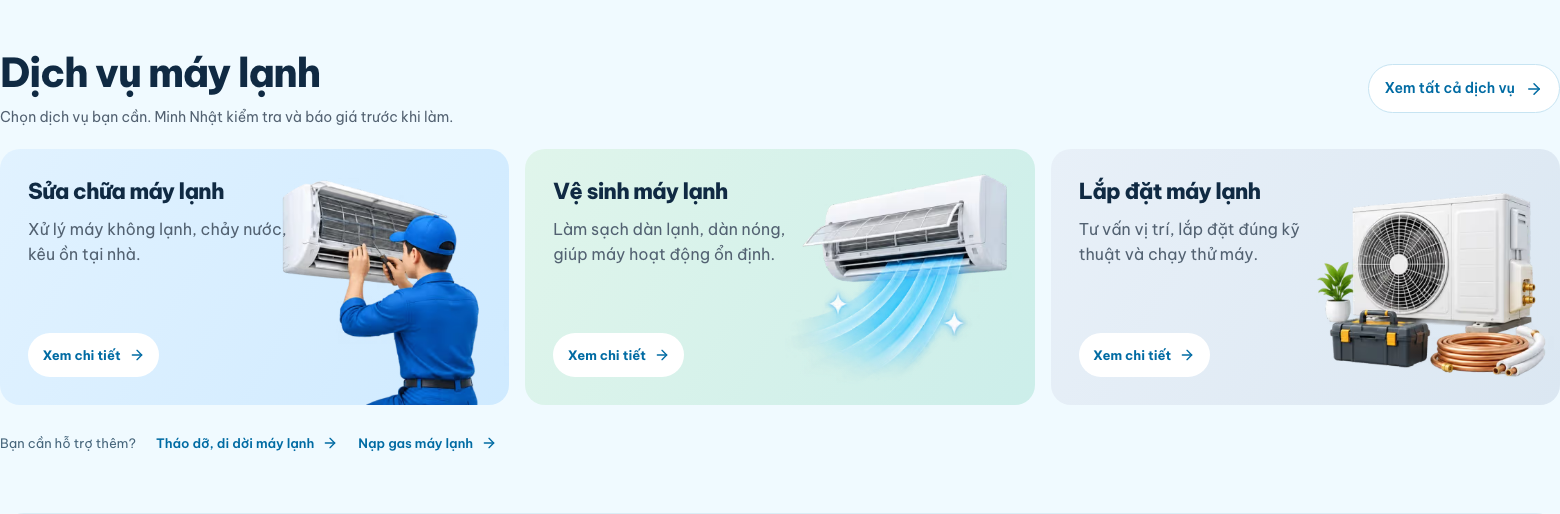 Dịch vụ máy lạnh
Chọn dịch vụ bạn cần. Minh Nhật kiểm tra và báo giá trước khi làm.
Xem tất cả dịch vụ
Sửa chữa máy lạnh
Xử lý máy không lạnh, chảy nước,
kêu ồn tại nhà.
Xem chi tiết
Vệ sinh máy lạnh
Làm sạch dàn lạnh, dàn nóng,
giúp máy hoạt động ổn định.
Xem chi tiết
Lắp đặt máy lạnh
Tư vấn vị trí, lắp đặt đúng kỹ
thuật và chạy thử máy.
Xem chi tiết
Bạn cần hỗ trợ thêm? Tháo dỡ, di dời máy lạnh Nạp gas máy lạnh